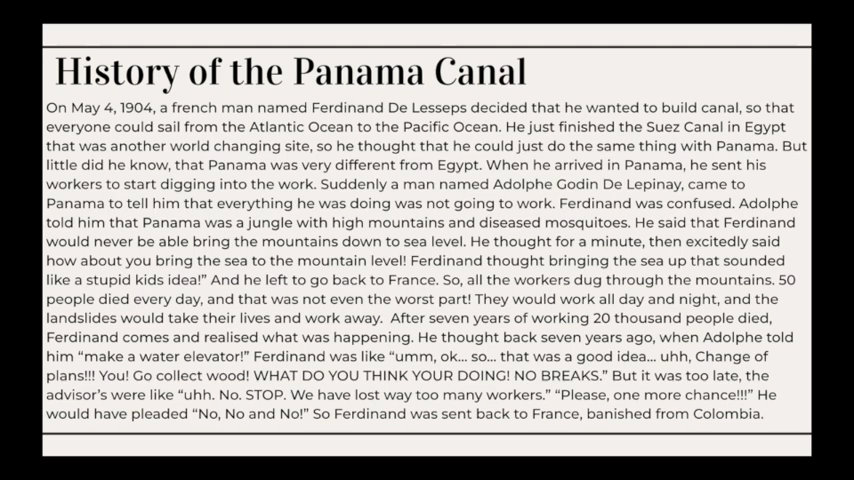 History of the Panama Canal
On May 4, 1904, a french man named Ferdinand De Lesseps decided that he wanted to build canal, so that
everyone could sail from the Atlantic Ocean to the Pacific Ocean. He just finished the Suez Canal in Egypt
that was another world changing site, so he thought that he could just do the same thing with Panama. But
little did he know, that Panama was very different from Egypt. When he arrived in Panama, he sent his
workers to start digging into the work. Suddenly a man named Adolphe Godin De Lepinay, came to
Panama to tell him that everything he was doing was not going to work. Ferdinand was confused. Adolphe
told him that Panama was a jungle with high mountains and diseased mosquitoes. He said that Ferdinand
would never be able bring the mountains down to sea level. He thought for a minute, then excitedly said
how about you bring the sea to the mountain level! Ferdinand thought bringing the sea up that sounded
like a stupid kids idea!” And he left to go back to France. So, all the workers dug through the mountains. 50
people died every day, and that was not even the worst part! They would work all day and night, and the
landslides would take their lives and work away. After seven years of working 20 thousand people died,
Ferdinand comes and realised what was happening. He thought back seven years ago, when Adolphe told
him “make a water elevator!” Ferdinand was like “umm, ok... so... that was a good idea... uhh, Change of
plans!!! You! Go collect wood! WHAT DO YOU THINK YOUR DOING! NO BREAKS.” But it was too late, the
advisor’s were like “uhh. No. STOP. We have lost way too many workers.” “Please, one more chance!!!” He
would have pleaded “No, No and No!” So Ferdinand was sent back to France, banished from Colombia.